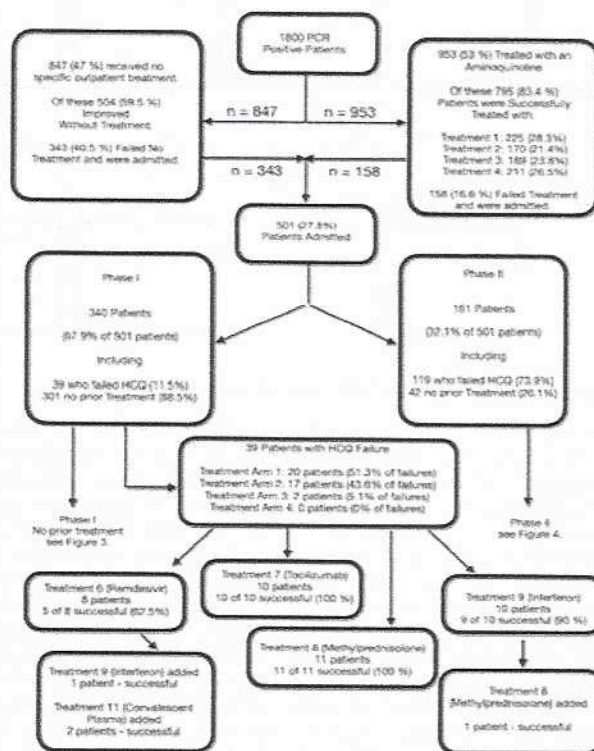 1800 PCR
Positive Patients
847 (47 %) received no
specific outpatient treatment.
Of these 504 (59.5 %)
Improved
Without Treatment.
343 (40.5 %) Failed No
Treatment and were admitted.
n = 847
n = 953
953 (53 %) Treated with an
Aminoquinoline
Of these 795 (83.4 %)
Patients were Successfully
Treated with:
Treatment 1: 225 (28.3%)
Treatment 2: 170 (21.4%)
Treatment 3: 189 (23.8%)
Treatment 4: 211 (26.5%)
158 (16.6 %) Failed Treatment
and were admitted.
n = 343
n = 158
501 (27.8%)
Patients Admitted
Phase I
340 Patients
(67.9% of 501 patients)
Including
39 who failed HCQ (11.5%)
301 no prior Treatment (88.5%)
Phase II
161 Patients
(32.1% of 501 patients)
Including
119 who failed HCQ (73.9%)
42 no prior Treatment (26.1%)
39 Patients with HCQ Failure
Treatment Arm 1: 20 patients (51.3% of failures)
Treatment Arm 2: 17 patients (43.6% of failures)
Treatment Arm 3: 2 patients (5.1% of failures)
Treatment Arm 4: 0 patients (0% of failures)
Phase I
No prior treatment
see Figure 3.
Phase II
see Figure 4.
Treatment 6 (Remdesivir)
8 patients
5 of 8 successful (62.5%)
Treatment 7 (Tocilizumab)
10 patients
10 of 10 successful (100 %)
Treatment 8 (Methylprednisolone)
11 patients
11 of 11 successful (100 %)
Treatment 9 (Interferon)
10 patients
9 of 10 successful (90 %)
Treatment 9 (Interferon) added
1 patient - successful
Treatment 11 (Convalescent
Plasma) added
2 patients - successful
Treatment 8
(Methylprednisolone) added
1 patient - successful